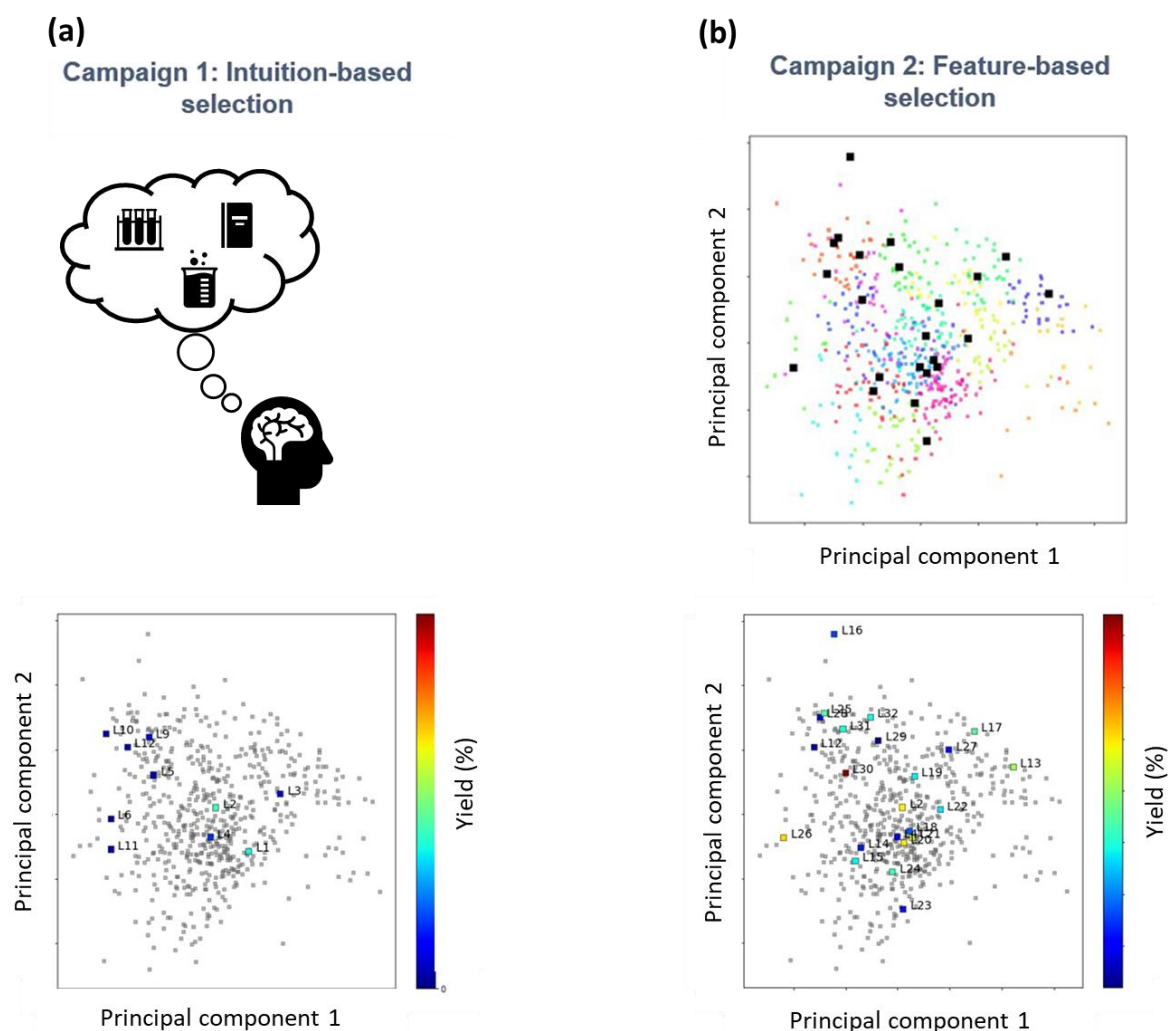 (a)
Campaign 1: Intuition-based
selection
(b)
Campaign 2: Feature-based
selection
Principal component 2
Principal component 1
L10
L9
L12
L5
L3
L2
L6
L4
L11
L1
Principal component 2
Principal component 1
Yield (%)
0
L16
L25
L32
L31
L17
L29
L12
L27
L13
L30
L19
L2
L22
L18
L26
L14
L20
L15
L24
L23
Principal component 2
Principal component 1
Yield (%)